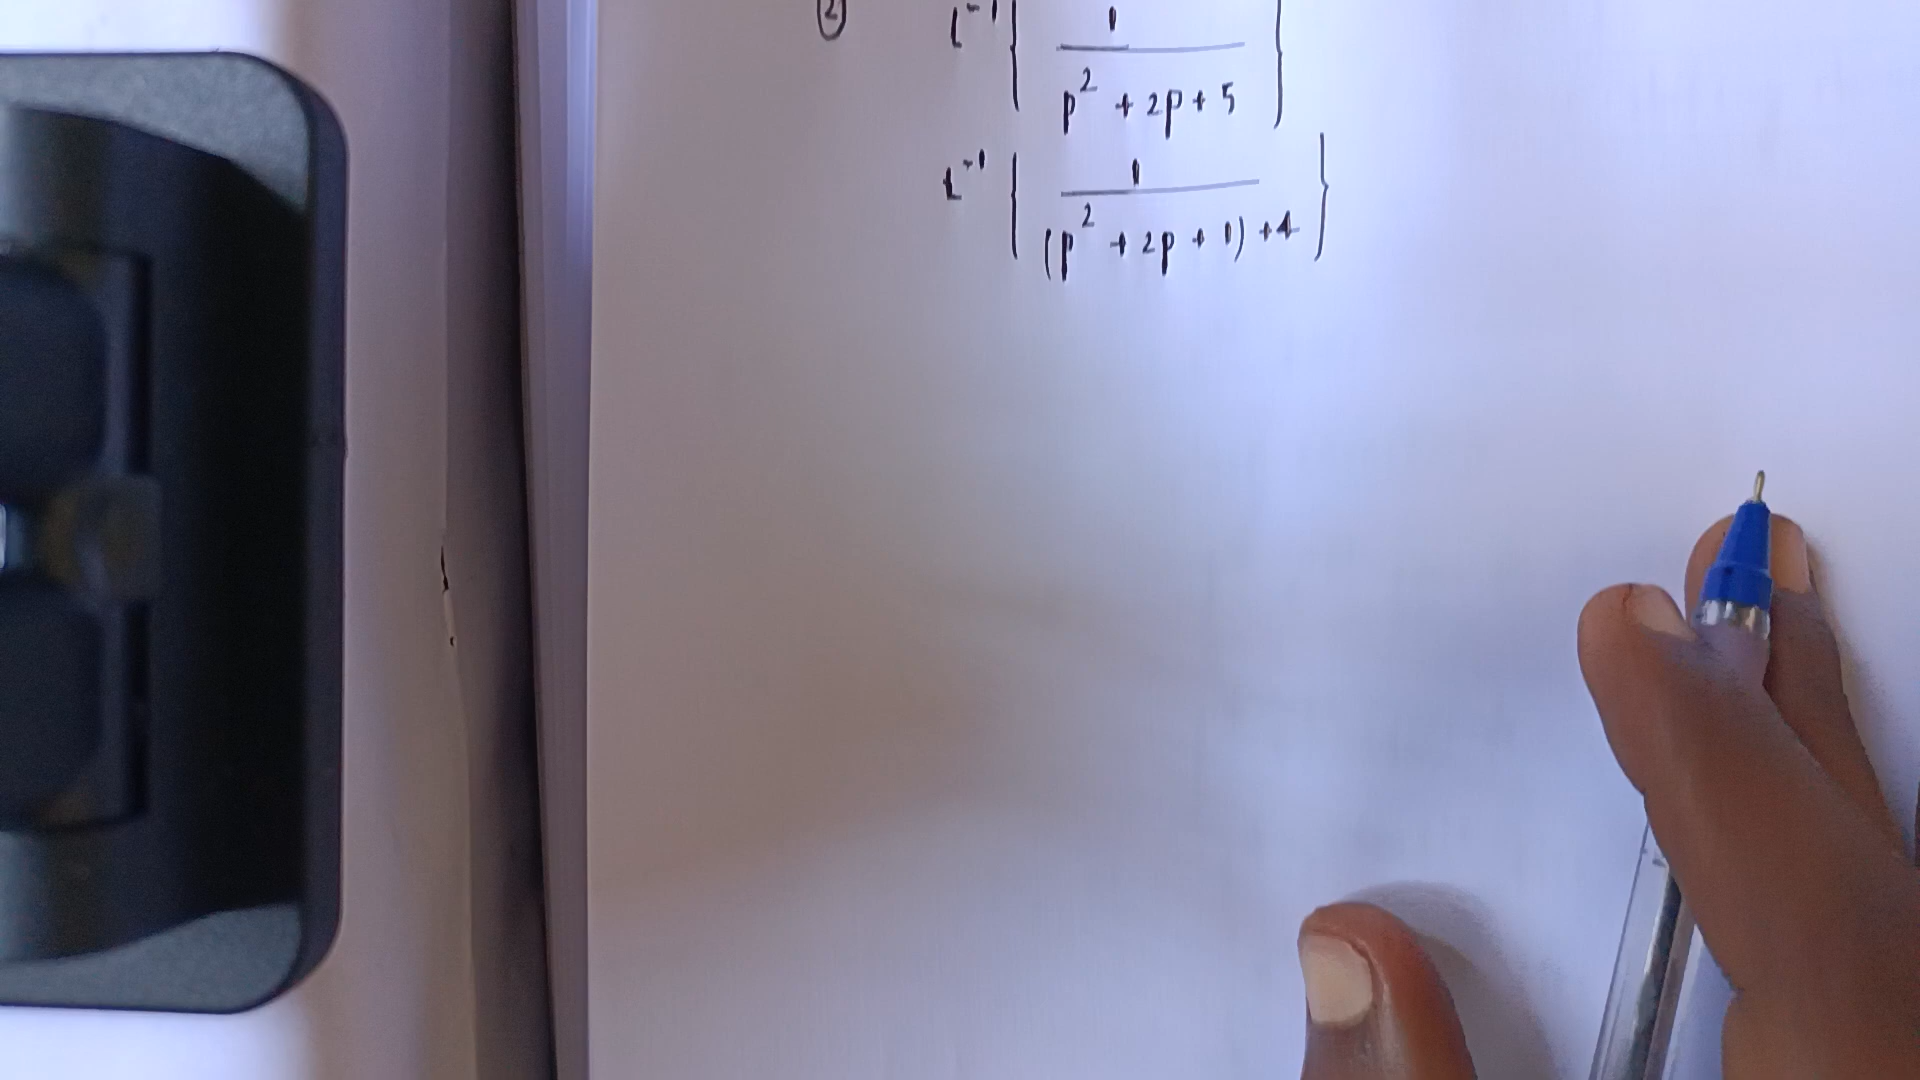 ② L⁻¹ { 1 / p² + 2p + 5 }
L⁻¹ { 1 / (p² + 2p + 1) + 4 }